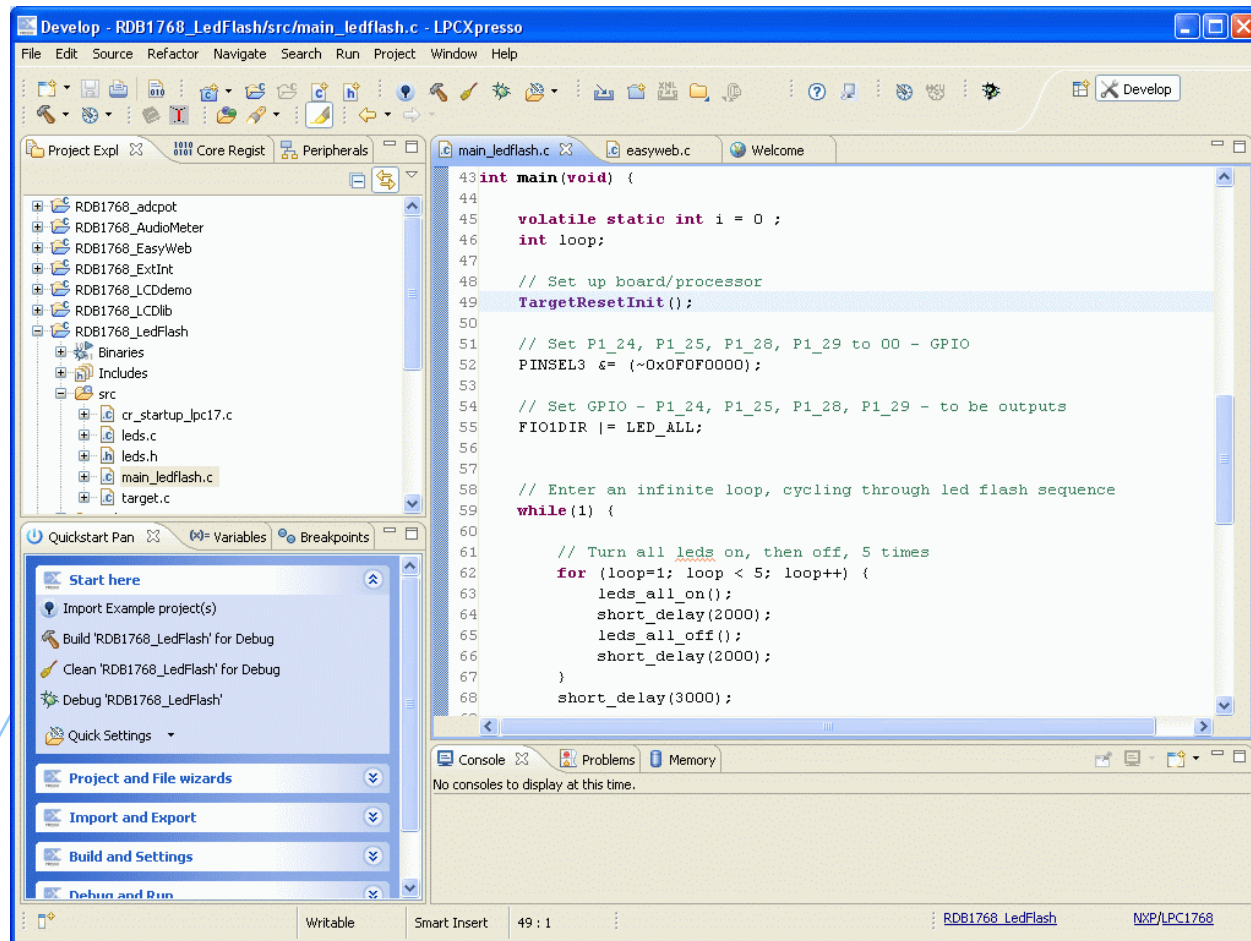 Develop - RDB1768_LedFlash/src/main_ledflash.c - LPCXpresso
File Edit Source Refactor Navigate Search Run Project Window Help
Develop
Project Expl
Core Regist
Peripherals
RDB1768_adcpot
RDB1768_AudioMeter
RDB1768_EasyWeb
RDB1768_ExtInt
RDB1768_LCDdemo
RDB1768_LCDlib
RDB1768_LedFlash
Binaries
Includes
src
cr_startup_lpc17.c
leds.c
leds.h
main_ledflash.c
target.c
Quickstart Pan
(x)= Variables
Breakpoints
Start here
Import Example project(s)
Build 'RDB1768_LedFlash' for Debug
Clean 'RDB1768_LedFlash' for Debug
Debug 'RDB1768_LedFlash'
Quick Settings
Project and File wizards
Import and Export
Build and Settings
Debug and Run
main_ledflash.c
easyweb.c
Welcome
43 int main(void) {
44
45 volatile static int i = 0 ;
46 int loop;
47
48 // Set up board/processor
49 TargetResetInit();
50
51 // Set P1_24, P1_25, P1_28, P1_29 to 00 - GPIO
52 PINSEL3 &= (~0x0F0F0000);
53
54 // Set GPIO - P1_24, P1_25, P1_28, P1_29 - to be outputs
55 FIO1DIR |= LED_ALL;
56
57
58 // Enter an infinite loop, cycling through led flash sequence
59 while(1) {
60
61 // Turn all leds on, then off, 5 times
62 for (loop=1; loop < 5; loop++) {
63 leds_all_on();
64 short_delay(2000);
65 leds_all_off();
66 short_delay(2000);
67 }
68 short_delay(3000);
Console
Problems
Memory
No consoles to display at this time.
Writable
Smart Insert
49 : 1
RDB1768_LedFlash
NXP/LPC1768